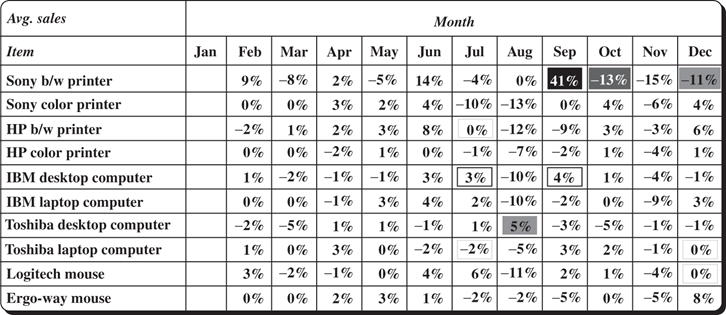 Avg. sales Month
Item Jan Feb Mar Apr May Jun Jul Aug Sep Oct Nov Dec
Sony b/w printer 9% −8% 2% −5% 14% −4% 0% 41% −13% −15% −11%
Sony color printer 0% 0% 3% 2% 4% −10% −13% 0% 4% −6% 4%
HP b/w printer −2% 1% 2% 3% 8% 0% −12% −9% 3% −3% 6%
HP color printer 0% 0% −2% 1% 0% −1% −7% −2% 1% −4% 1%
IBM desktop computer 1% −2% −1% −1% 3% 3% −10% 4% 1% −4% −1%
IBM laptop computer 0% 0% −1% 3% 4% 2% −10% −2% 0% −9% 3%
Toshiba desktop computer −2% −5% 1% 1% −1% 1% 5% −3% −5% −1% −1%
Toshiba laptop computer 1% 0% 3% 0% −2% −2% −5% 3% 2% −1% 0%
Logitech mouse 3% −2% −1% 0% 4% 6% −11% 2% 1% −4% 0%
Ergo-way mouse 0% 0% 2% 3% 1% −2% −2% −5% 0% −5% 8%